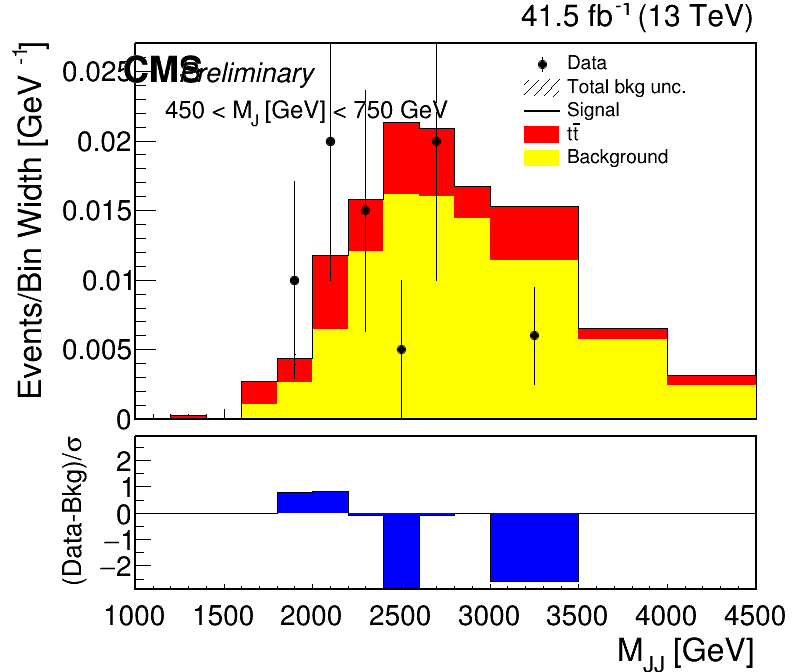 41.5 fb⁻¹ (13 TeV)
CMS Preliminary
450 < M_J [GeV] < 750 GeV
Data
Total bkg unc.
Signal
tt̄
Background
Events/Bin Width [GeV⁻¹]
0.025
0.02
0.015
0.01
0.005
0
(Data-Bkg)/σ
2
1
0
−1
−2
1000 1500 2000 2500 3000 3500 4000 4500
M_JJ [GeV]